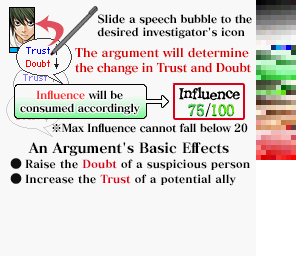 Slide a speech bubble to the
desired investigator's icon
Trust
Doubt
Trust
The argument will determine
the change in Trust and Doubt
Influence will be
consumed accordingly
Influence
75/100
※Max Influence cannot fall below 20
An Argument's Basic Effects
● Raise the Doubt of a suspicious person
● Increase the Trust of a potential ally